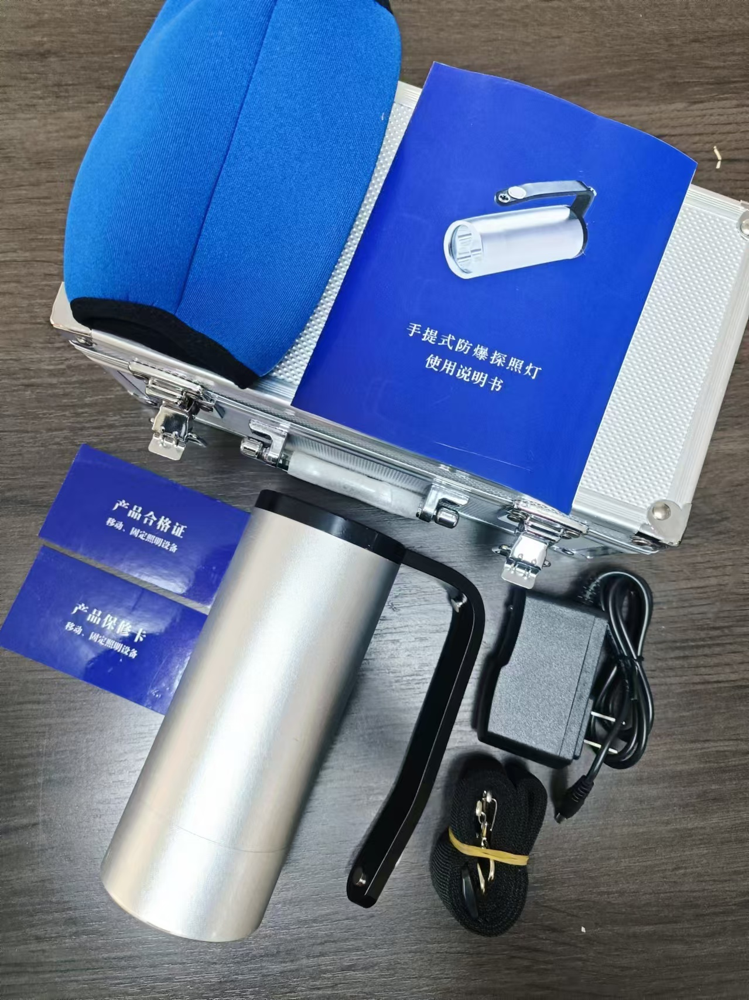 手提式防爆探照灯
使用说明书
产品合格证
移动、固定照明设备
产品保修卡
移动、固定照明设备